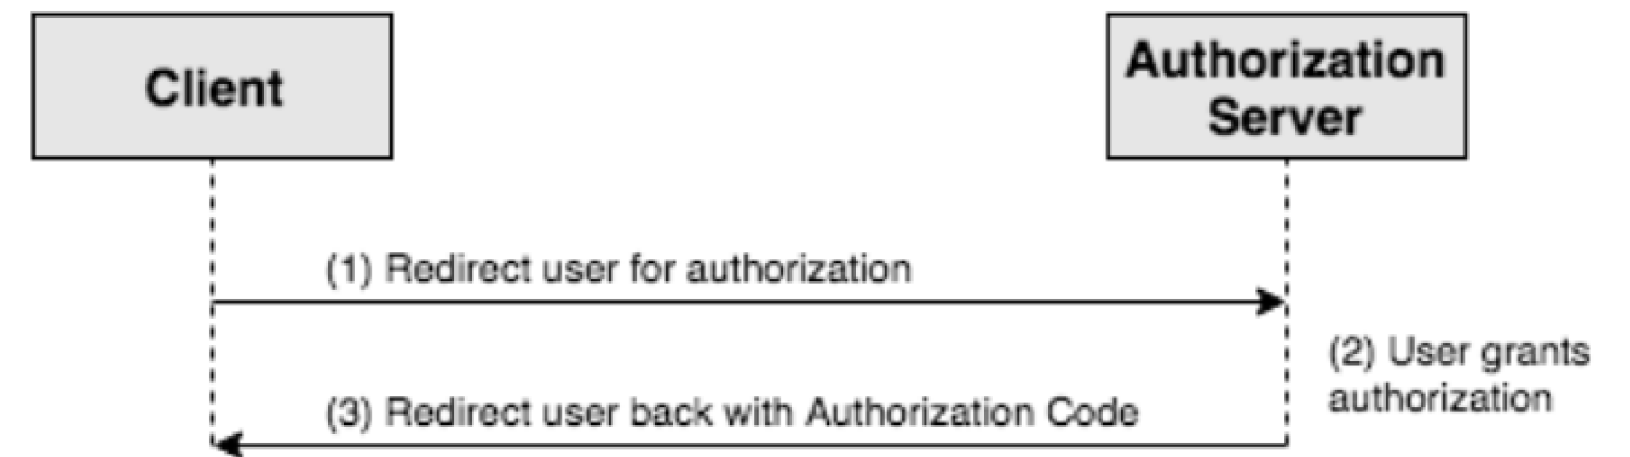 Client
Authorization
Server
(1) Redirect user for authorization
(2) User grants
authorization
(3) Redirect user back with Authorization Code